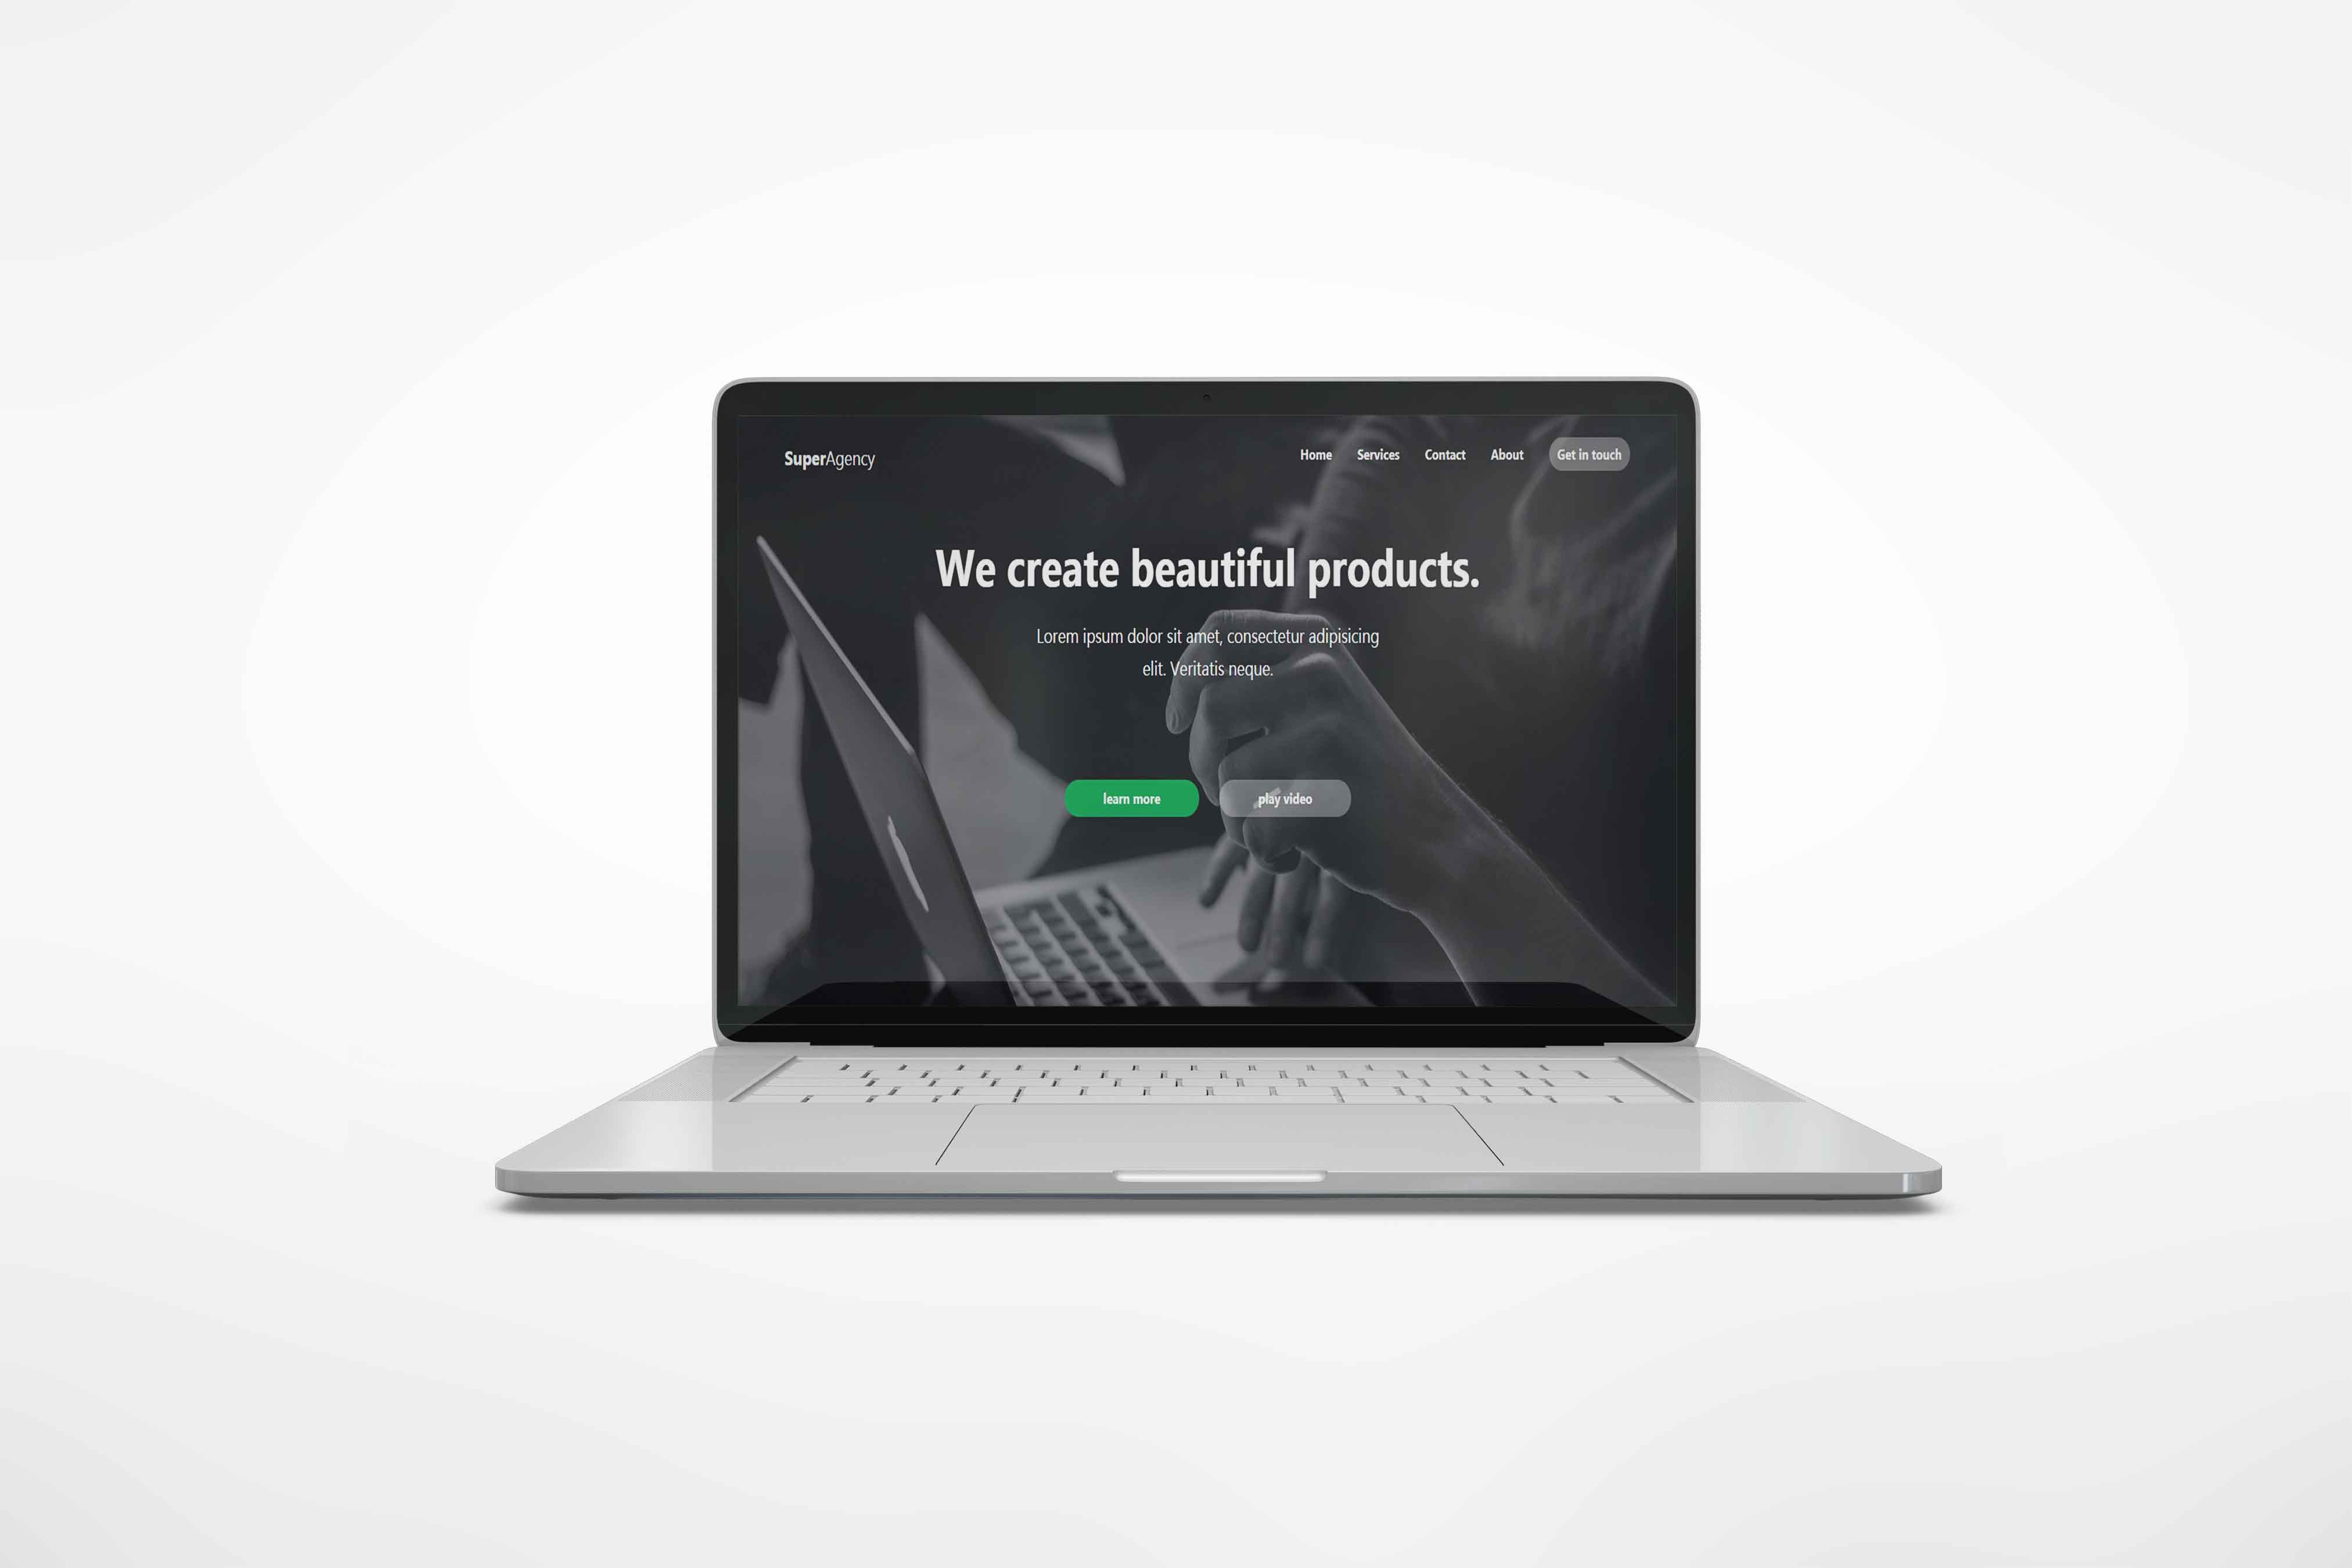 SuperAgency
Home Services Contact About Get in touch
We create beautiful products.
Lorem ipsum dolor sit amet, consectetur adipisicing
elit. Veritatis neque.
learn more play video